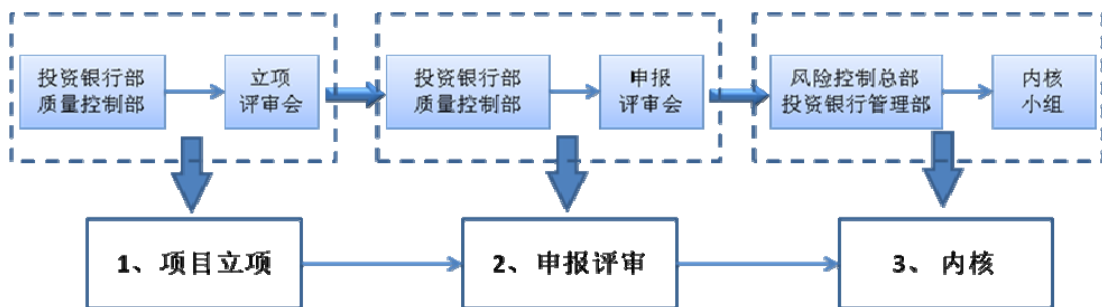 投资银行部
质量控制部
立项
评审会
投资银行部
质量控制部
申报
评审会
风险控制总部
投资银行管理部
内核
小组
1、项目立项
2、申报评审
3、内核